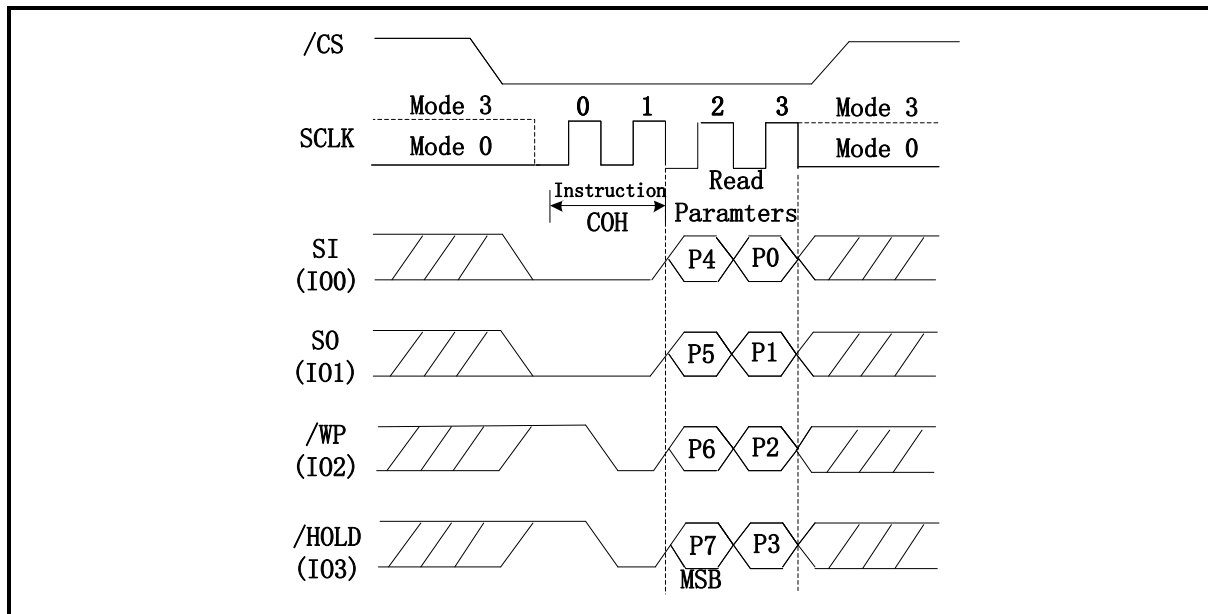 /CS
Mode 3 0 1 2 3 Mode 3
SCLK
Mode 0 Mode 0
Instruction Read
COH Paramters
SI
(IO0) P4 P0
SO
(IO1) P5 P1
/WP
(IO2) P6 P2
/HOLD
(IO3) P7 P3
MSB